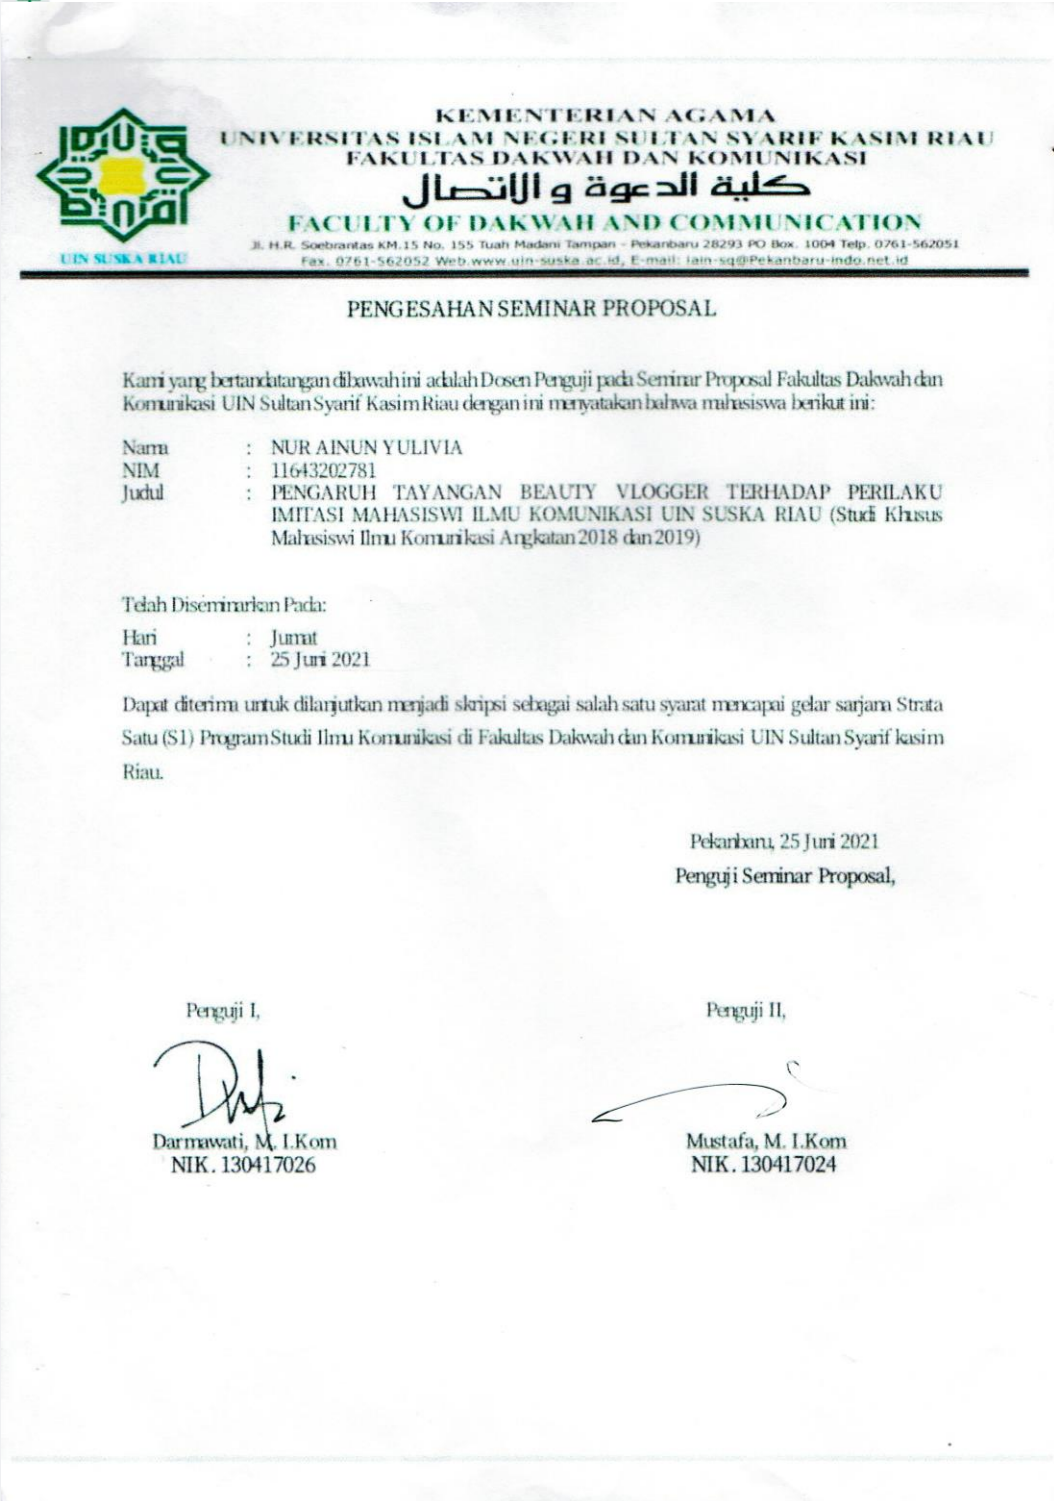 KEMENTERIAN AGAMA
UNIVERSITAS ISLAM NEGERI SULTAN SYARIF KASIM RIAU
FAKULTAS DAKWAH DAN KOMUNIKASI
كلية الدعوة و الاتصال
FACULTY OF DAKWAH AND COMMUNICATION
Jl. H.R. Soebrantas KM.15 No. 155 Tuah Madani Tampan - Pekanbaru 28293 PO Box. 1004 Telp. 0761-562051
Fax. 0761-562052 Web.www.uin-suska.ac.id, E-mail: iain-sq@Pekanbaru-indo.net.id
UIN SUSKA RIAU
PENGESAHAN SEMINAR PROPOSAL
Kami yang bertandatangan dibawah ini adalah Dosen Penguji pada Seminar Proposal Fakultas Dakwah dan
Komunikasi UIN Sultan Syarif Kasim Riau dengan ini menyatakan bahwa mahasiswa berikut ini:
Nama : NUR AINUN YULIVIA
NIM : 11643202781
Judul : PENGARUH TAYANGAN BEAUTY VLOGGER TERHADAP PERILAKU
IMITASI MAHASISWI ILMU KOMUNIKASI UIN SUSKA RIAU (Studi Khusus
Mahasiswi Ilmu Komunikasi Angkatan 2018 dan 2019)
Telah Diseminarkan Pada:
Hari : Jumat
Tanggal : 25 Juni 2021
Dapat diterima untuk dilanjutkan menjadi skripsi sebagai salah satu syarat mencapai gelar sarjana Strata
Satu (S1) Program Studi Ilmu Komunikasi di Fakultas Dakwah dan Komunikasi UIN Sultan Syarif kasim
Riau.
Pekanbaru, 25 Juni 2021
Penguji Seminar Proposal,
Penguji I,
Penguji II,
Darmawati, M. I.Kom
NIK. 130417026
Mustafa, M. I.Kom
NIK. 130417024